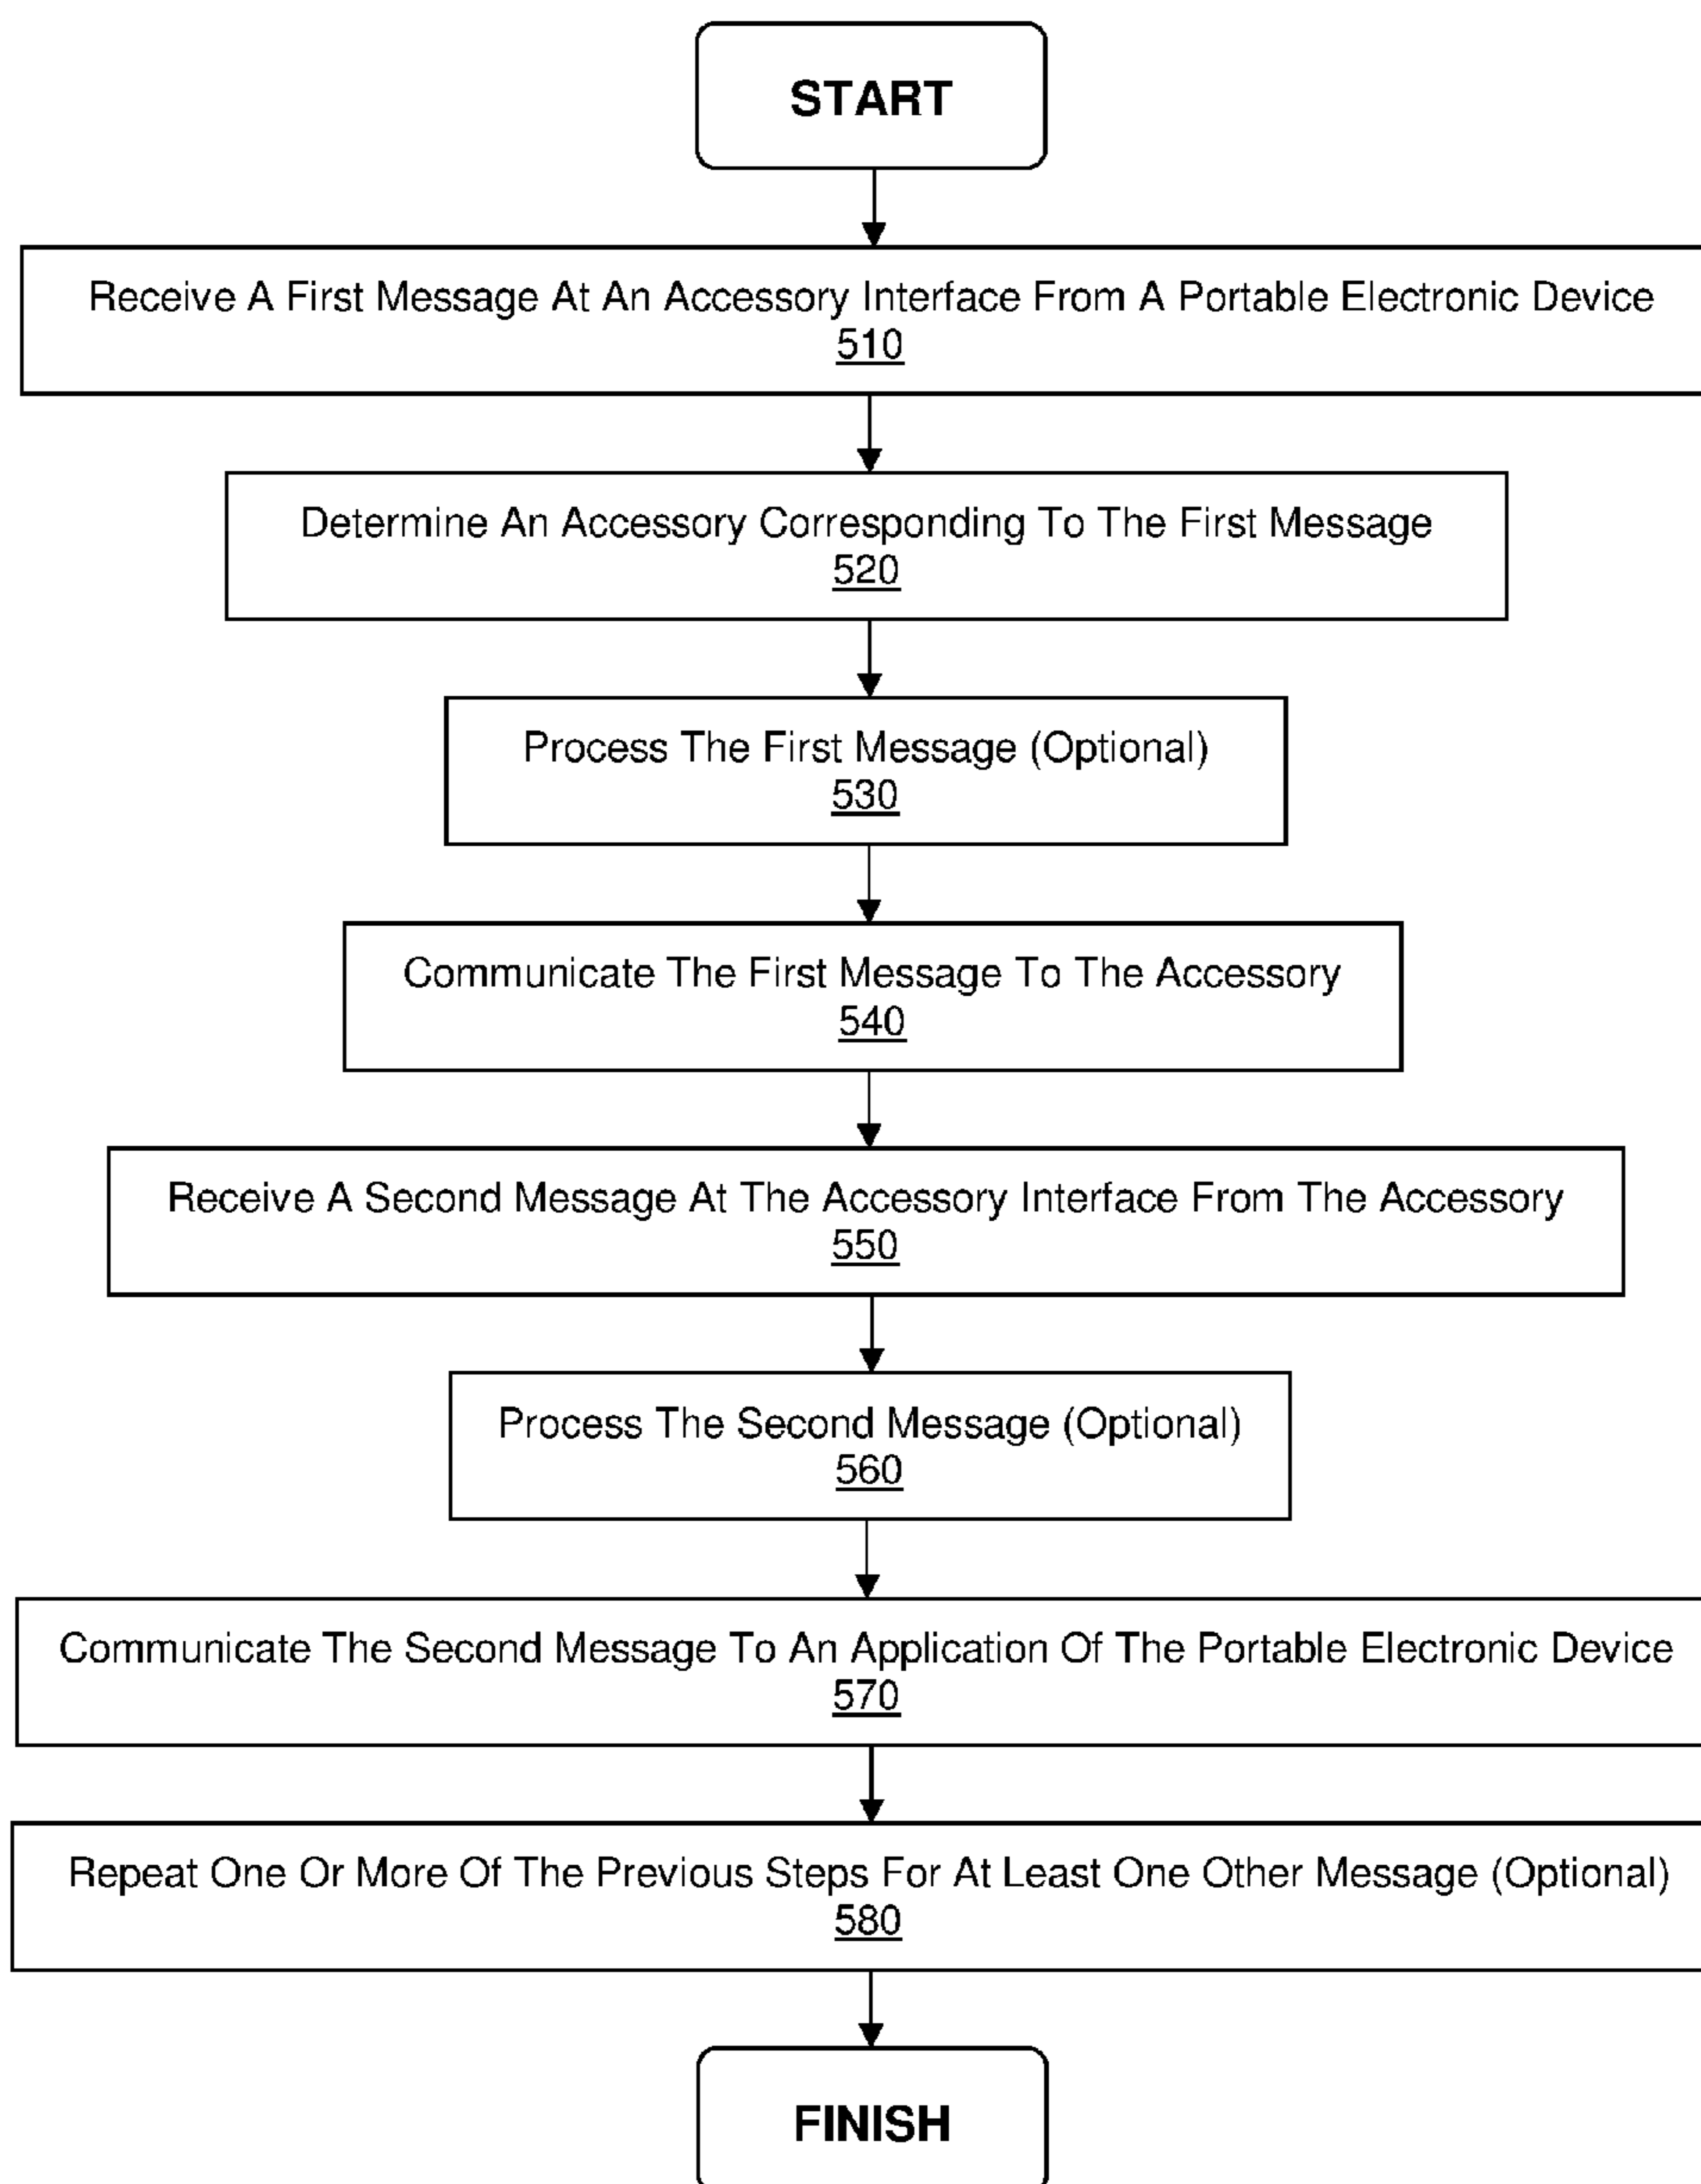 START
Receive A First Message At An Accessory Interface From A Portable Electronic Device
510
Determine An Accessory Corresponding To The First Message
520
Process The First Message (Optional)
530
Communicate The First Message To The Accessory
540
Receive A Second Message At The Accessory Interface From The Accessory
550
Process The Second Message (Optional)
560
Communicate The Second Message To An Application Of The Portable Electronic Device
570
Repeat One Or More Of The Previous Steps For At Least One Other Message (Optional)
580
FINISH